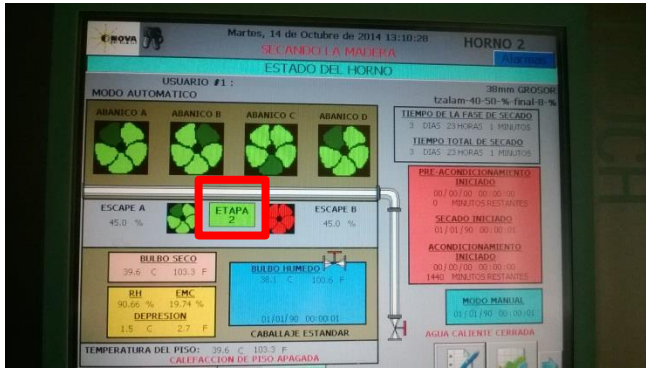 NOVA
Martes, 14 de Octubre de 2014 13:10:28
HORNO 2
SECANDO LA MADERA
Alarmas
ESTADO DEL HORNO
USUARIO #1 :
MODO AUTOMATICO
38mm GROSOR
tzalam-40-50-%-final-8-%
ABANICO A
ABANICO B
ABANICO C
ABANICO D
TIEMPO DE LA FASE DE SECADO
3 DIAS 23 HORAS 1 MINUTOS
TIEMPO TOTAL DE SECADO
3 DIAS 23 HORAS 1 MINUTOS
PRE-ACONDICIONAMIENTO
INICIADO
00/00/00 00:00:00
0 MINUTOS RESTANTES
SECADO INICIADO
01/01/90 00:00:01
ACONDICIONAMIENTO
INICIADO
00/00/00 00:00:00
1440 MINUTOS RESTANTES
ESCAPE A
45.0 %
ETAPA
2
ESCAPE B
45.0 %
BULBO SECO
39.6 C 103.3 F
RH EMC
90.66 % 19.74 %
DEPRESION
1.5 C 2.7 F
BULBO HUMEDO
38.1 C 100.6 F
01/01/90 00:00:01
CABALLAJE ESTANDAR
MODO MANUAL
01/01/90 00:00:01
AGUA CALIENTE CERRADA
TEMPERATURA DEL PISO: 39.6 C 103.3 F
CALEFACCION DE PISO APAGADA